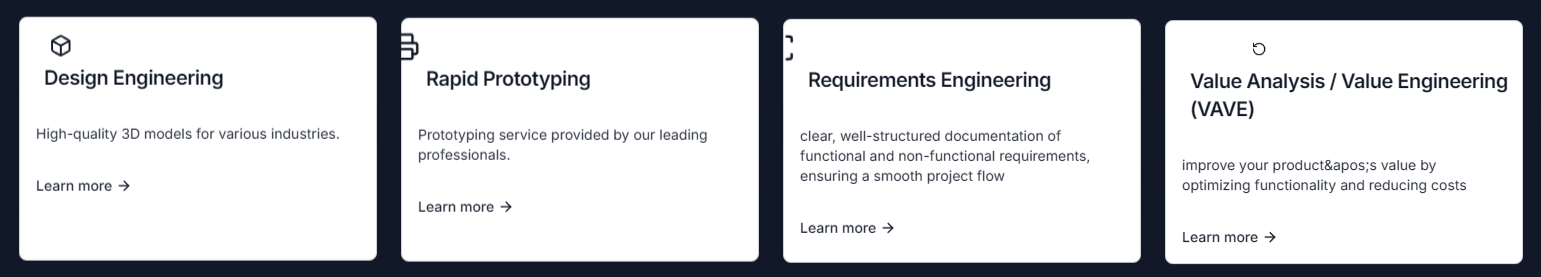 Design Engineering
High-quality 3D models for various industries.
Learn more →
Rapid Prototyping
Prototyping service provided by our leading
professionals.
Learn more →
Requirements Engineering
clear, well-structured documentation of
functional and non-functional requirements,
ensuring a smooth project flow
Learn more →
Value Analysis / Value Engineering
(VAVE)
improve your product&apos;s value by
optimizing functionality and reducing costs
Learn more →